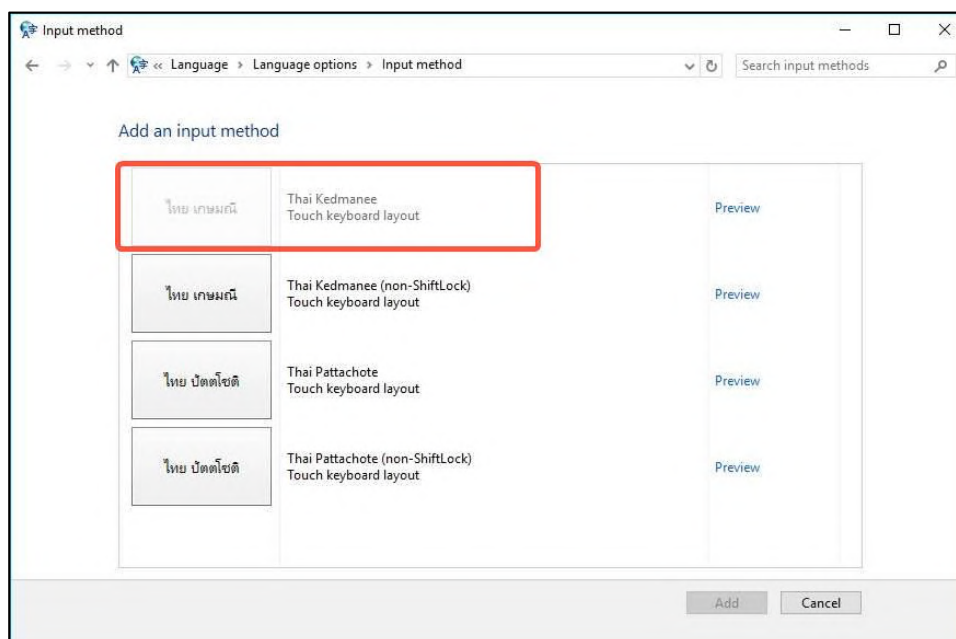 Input method
« Language › Language options › Input method
Search input methods
Add an input method
ไทย เกษมณี
Thai Kedmanee
Touch keyboard layout
Preview
ไทย เกษมณี
Thai Kedmanee (non-ShiftLock)
Touch keyboard layout
Preview
ไทย ปัตตโชติ
Thai Pattachote
Touch keyboard layout
Preview
ไทย ปัตตโชติ
Thai Pattachote (non-ShiftLock)
Touch keyboard layout
Preview
Add
Cancel